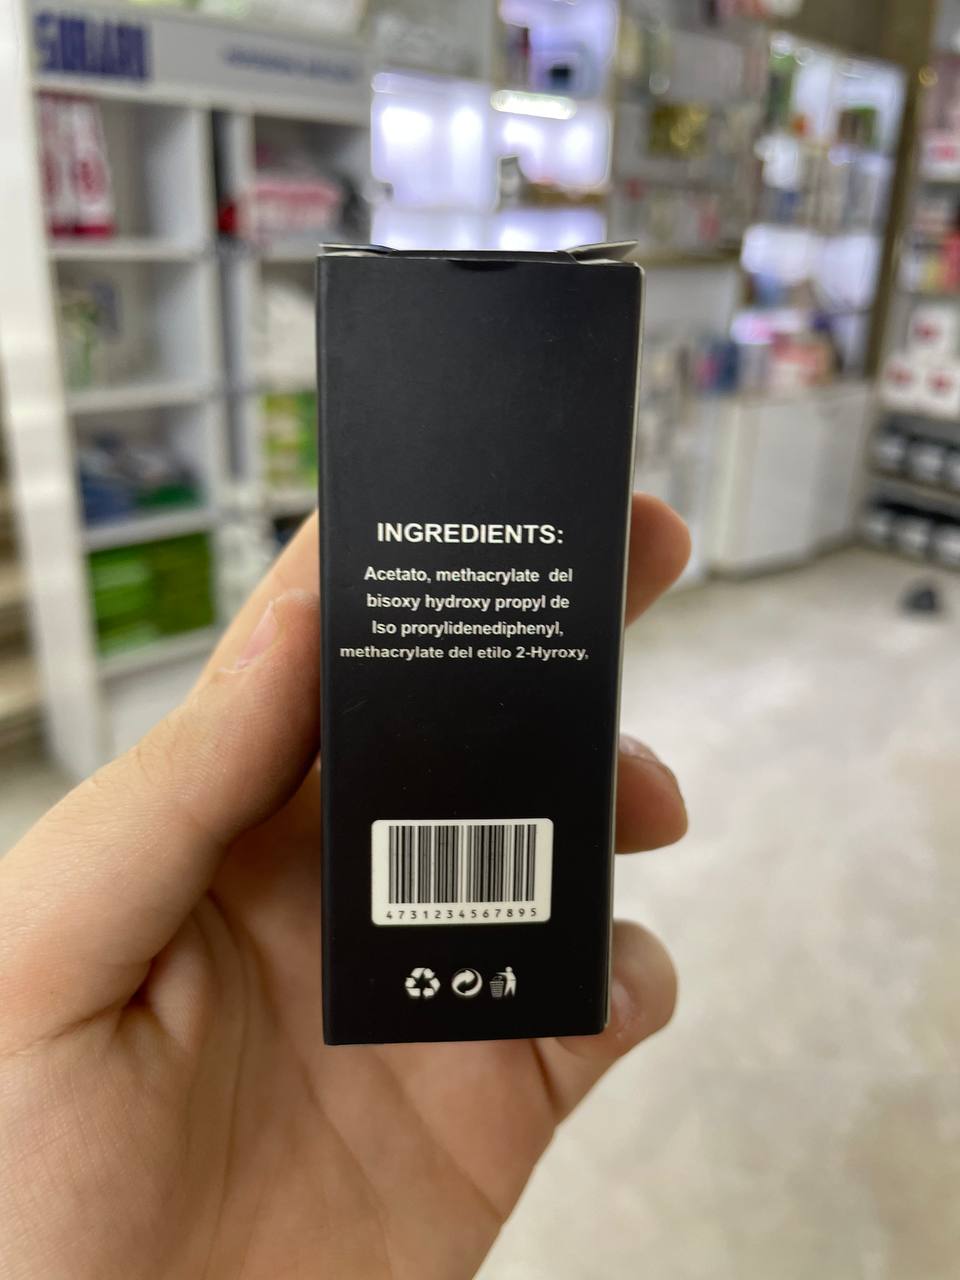 INGREDIENTS:
Acetato, methacrylate del
bisoxy hydroxy propyl de
Iso prorylidenediphenyl,
methacrylate del etilo 2-Hyroxy,
4731234567895